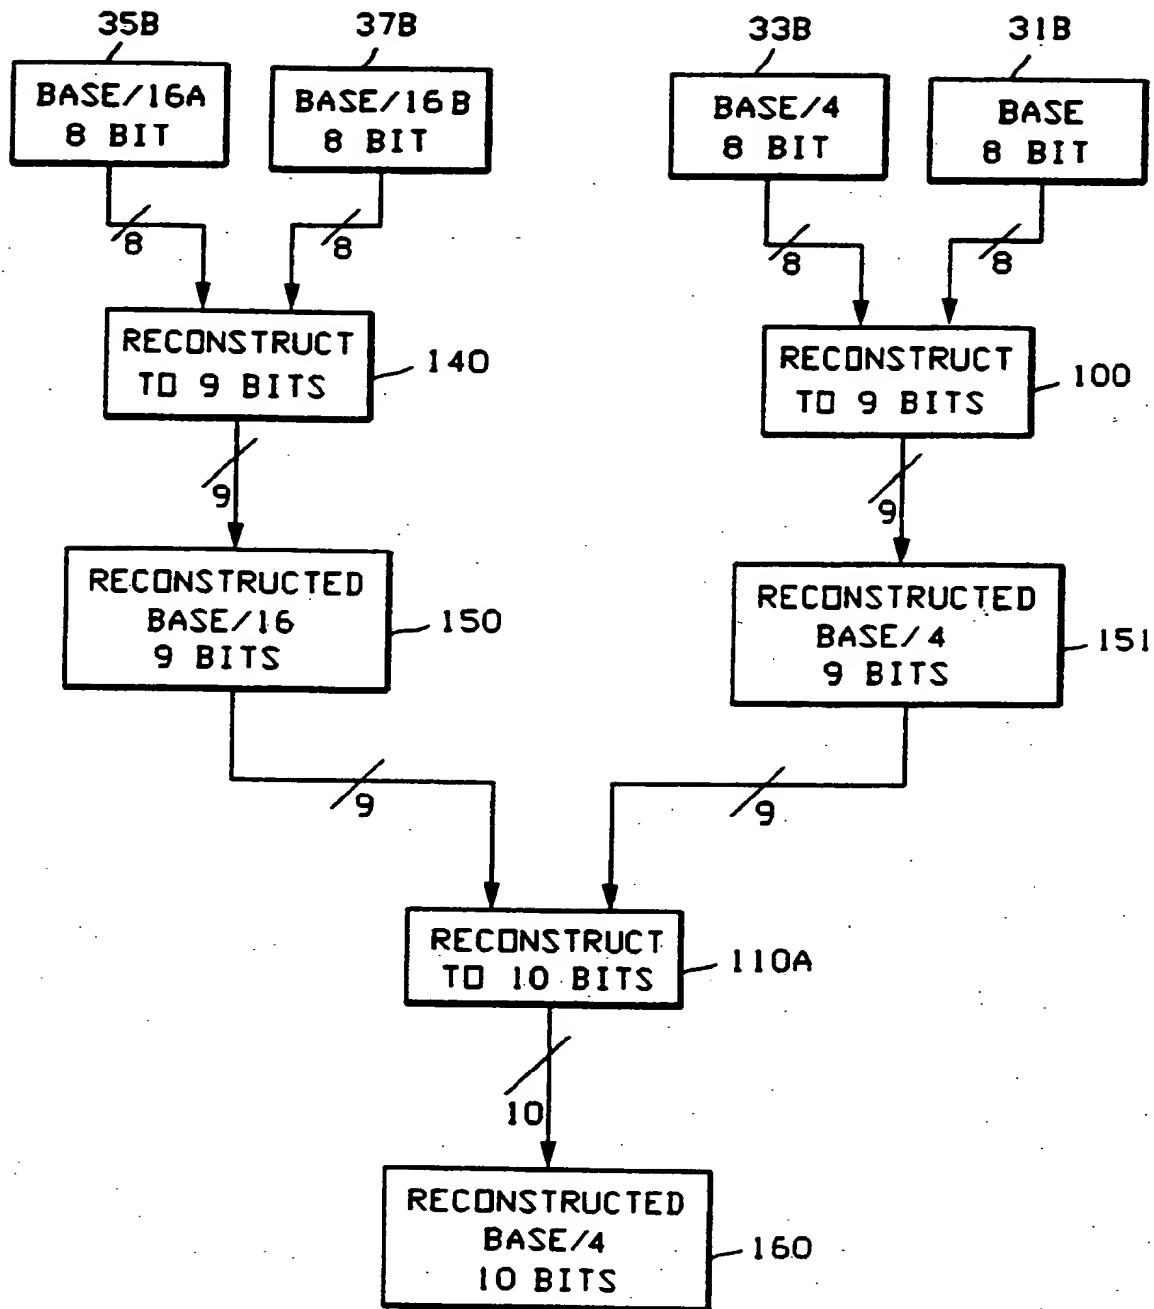 35B
37B
33B
31B
BASE/16A
8 BIT
BASE/16B
8 BIT
BASE/4
8 BIT
BASE
8 BIT
8
8
8
8
RECONSTRUCT
TO 9 BITS
140
RECONSTRUCT
TO 9 BITS
100
9
9
RECONSTRUCTED
BASE/16
9 BITS
150
RECONSTRUCTED
BASE/4
9 BITS
151
9
9
RECONSTRUCT
TO 10 BITS
110A
10
RECONSTRUCTED
BASE/4
10 BITS
160